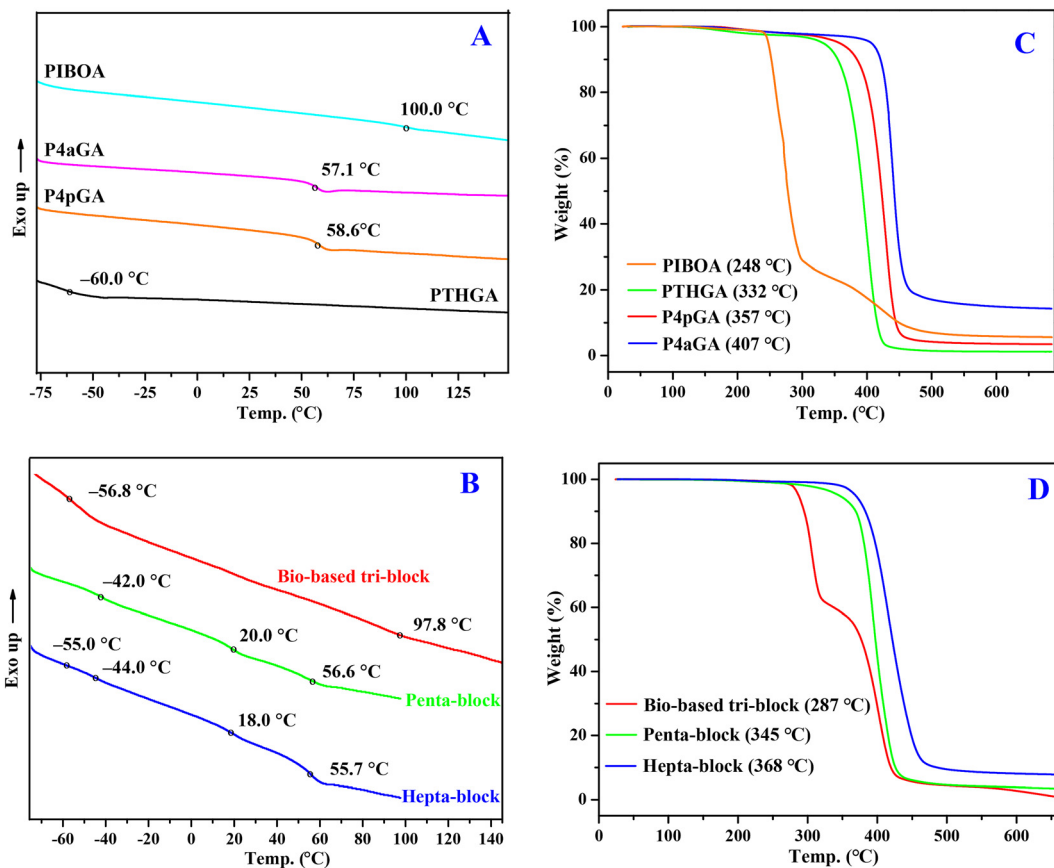 A
PIBOA
100.0 °C
P4aGA
57.1 °C
P4pGA
58.6°C
–60.0 °C
PTHGA
Exo up
-75 -50 -25 0 25 50 75 100 125
Temp. (°C)
C
100
80
60
40
20
0
Weight (%)
PIBOA (248 °C)
PTHGA (332 °C)
P4pGA (357 °C)
P4aGA (407 °C)
0 100 200 300 400 500 600
Temp. (°C)
B
–56.8 °C
Bio-based tri-block
97.8 °C
–42.0 °C
20.0 °C
56.6 °C
Penta-block
–55.0 °C
–44.0 °C
18.0 °C
55.7 °C
Hepta-block
Exo up
-60 -40 -20 0 20 40 60 80 100 120 140
Temp. (°C)
D
100
80
60
40
20
0
Weight (%)
Bio-based tri-block (287 °C)
Penta-block (345 °C)
Hepta-block (368 °C)
0 100 200 300 400 500 600
Temp. (°C)